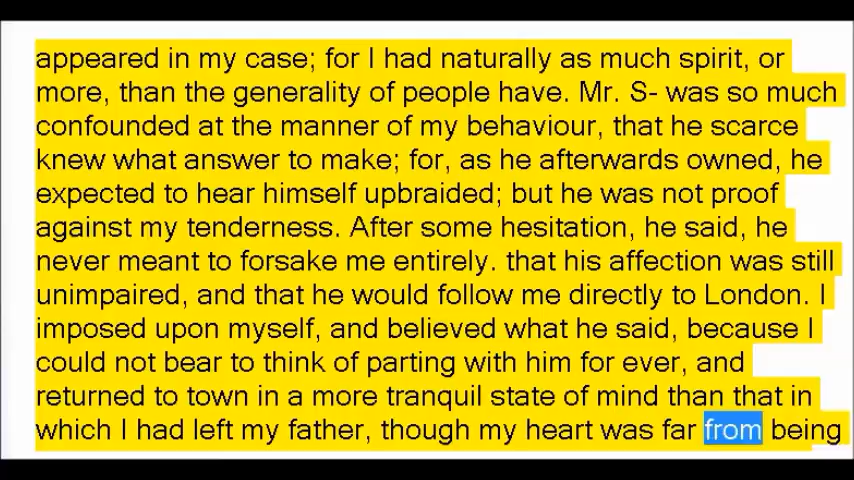 appeared in my case; for I had naturally as much spirit, or
more, than the generality of people have. Mr. S- was so much
confounded at the manner of my behaviour, that he scarce
knew what answer to make; for, as he afterwards owned, he
expected to hear himself upbraided; but he was not proof
against my tenderness. After some hesitation, he said, he
never meant to forsake me entirely. that his affection was still
unimpaired, and that he would follow me directly to London. I
imposed upon myself, and believed what he said, because I
could not bear to think of parting with him for ever, and
returned to town in a more tranquil state of mind than that in
which I had left my father, though my heart was far from being